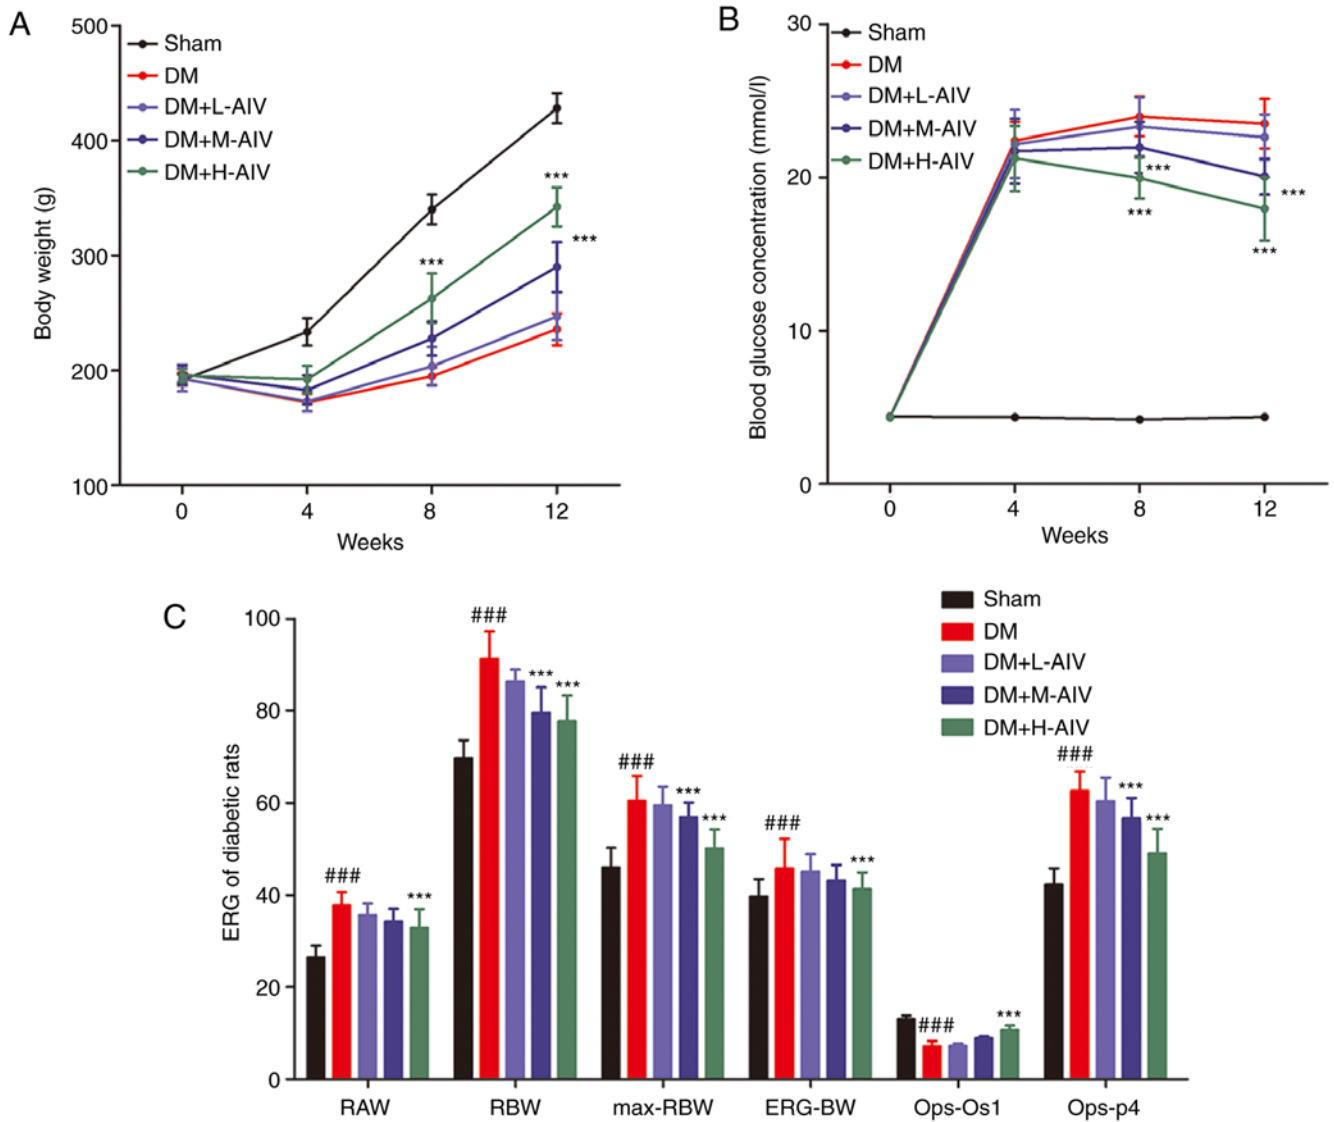 A
500
400
300
200
100
Body weight (g)
Sham
DM
DM+L-AIV
DM+M-AIV
DM+H-AIV
***
***
***
0
4
8
12
Weeks
B
30
20
10
0
Blood glucose concentration (mmol/l)
Sham
DM
DM+L-AIV
DM+M-AIV
DM+H-AIV
***
***
***
***
0
4
8
12
Weeks
C
100
80
60
40
20
0
ERG of diabetic rats
Sham
DM
DM+L-AIV
DM+M-AIV
DM+H-AIV
### ***
### *** ***
### *** ***
### ***
### ***
### *** ***
RAW
RBW
max-RBW
ERG-BW
Ops-Os1
Ops-p4